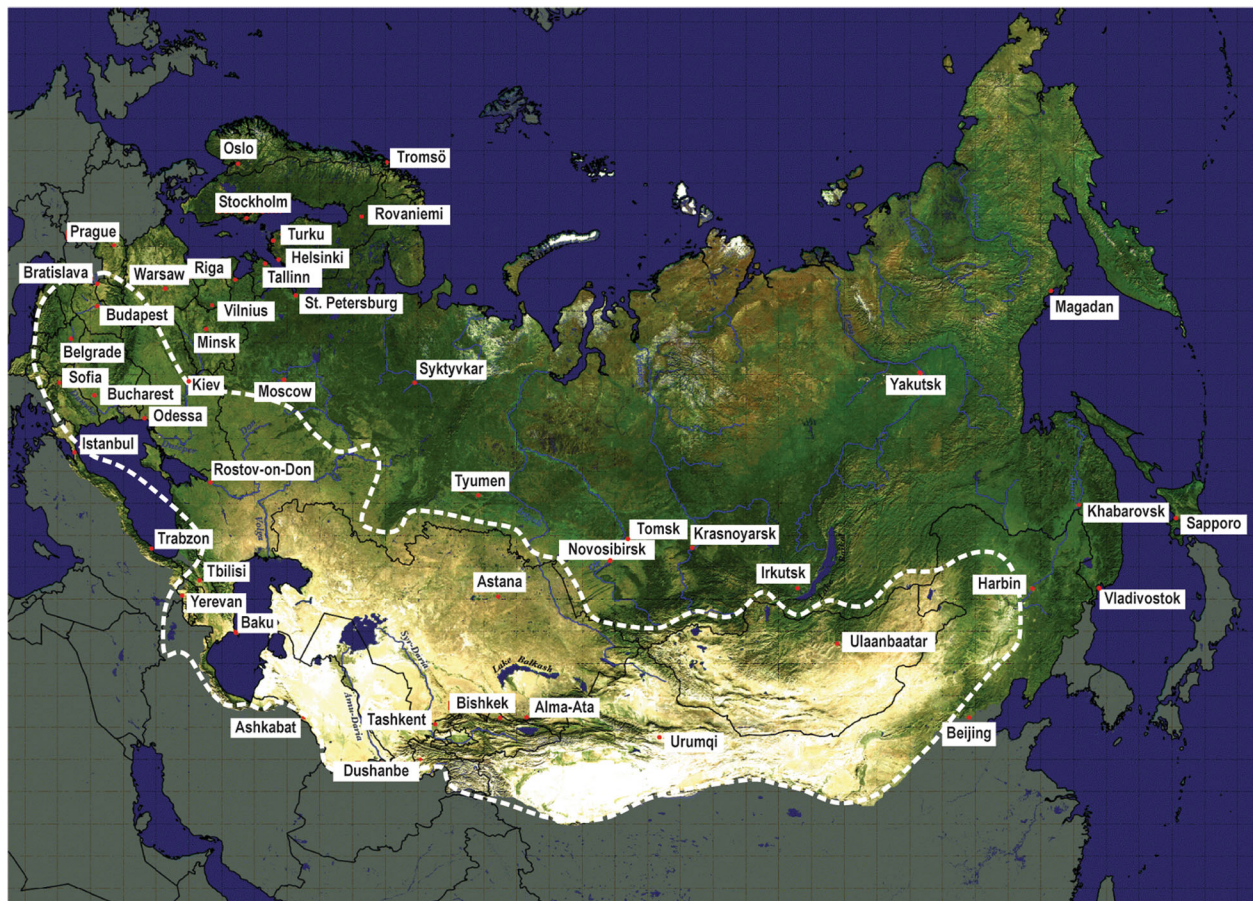 Oslo
Tromsö
Stockholm
Rovaniemi
Prague
Turku
Helsinki
Bratislava
Warsaw
Riga
Tallinn
St. Petersburg
Budapest
Vilnius
Magadan
Minsk
Belgrade
Sofia
Kiev
Moscow
Syktyvkar
Yakutsk
Bucharest
Odessa
Don
Istanbul
Rostov-on-Don
Tyumen
Khabarovsk
Sapporo
Volga
Trabzon
Tomsk
Krasnoyarsk
Novosibirsk
Tbilisi
Astana
Irkutsk
Harbin
Vladivostok
Yerevan
Baku
Syr-Daria
Ulaanbaatar
Lake Balkash
Amu-Daria
Ashkabat
Tashkent
Bishkek
Alma-Ata
Beijing
Urumqi
Dushanbe